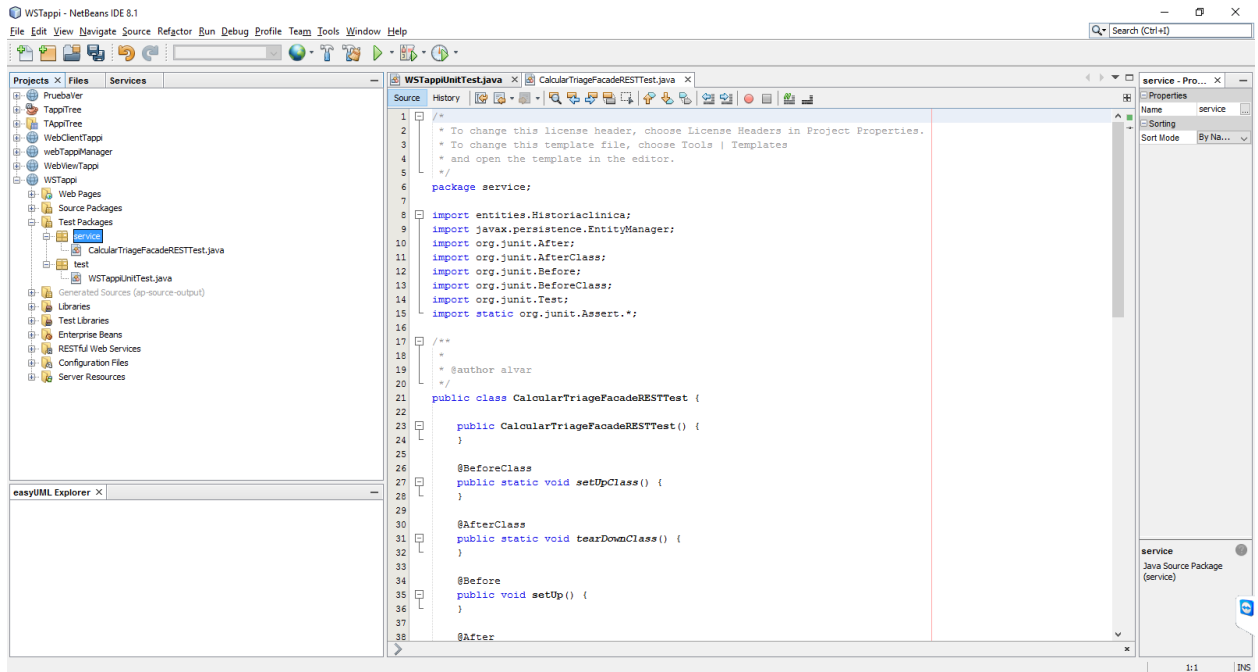 WSTappi - NetBeans IDE 8.1
File Edit View Navigate Source Refactor Run Debug Profile Team Tools Window Help
Search (Ctrl+I)
Projects Files Services
PruebaVer
TappiTree
TAppiTree
WebClientTappi
webTappiManager
WebViewTappi
WSTappi
Web Pages
Source Packages
Test Packages
service
CalcularTriageFacadeRESTTest.java
test
WSTappiUnitTest.java
Generated Sources (ap-source-output)
Libraries
Test Libraries
Enterprise Beans
RESTful Web Services
Configuration Files
Server Resources
easyUML Explorer
WSTappiUnitTest.java CalcularTriageFacadeRESTTest.java
Source History
1 /*
2 * To change this license header, choose License Headers in Project Properties.
3 * To change this template file, choose Tools | Templates
4 * and open the template in the editor.
5 */
6 package service;
7
8 import entities.Historiaclinica;
9 import javax.persistence.EntityManager;
10 import org.junit.After;
11 import org.junit.AfterClass;
12 import org.junit.Before;
13 import org.junit.BeforeClass;
14 import org.junit.Test;
15 import static org.junit.Assert.*;
16
17 /**
18 *
19 * @author alvar
20 */
21 public class CalcularTriageFacadeRESTTest {
22
23 public CalcularTriageFacadeRESTTest() {
24 }
25
26 @BeforeClass
27 public static void setUpClass() {
28 }
29
30 @AfterClass
31 public static void tearDownClass() {
32 }
33
34 @Before
35 public void setUp() {
36 }
37
38 @After
service - Pro...
Properties
Name service ...
Sorting
Sort Mode By Na...
service
Java Source Package
(service)
1:1 INS